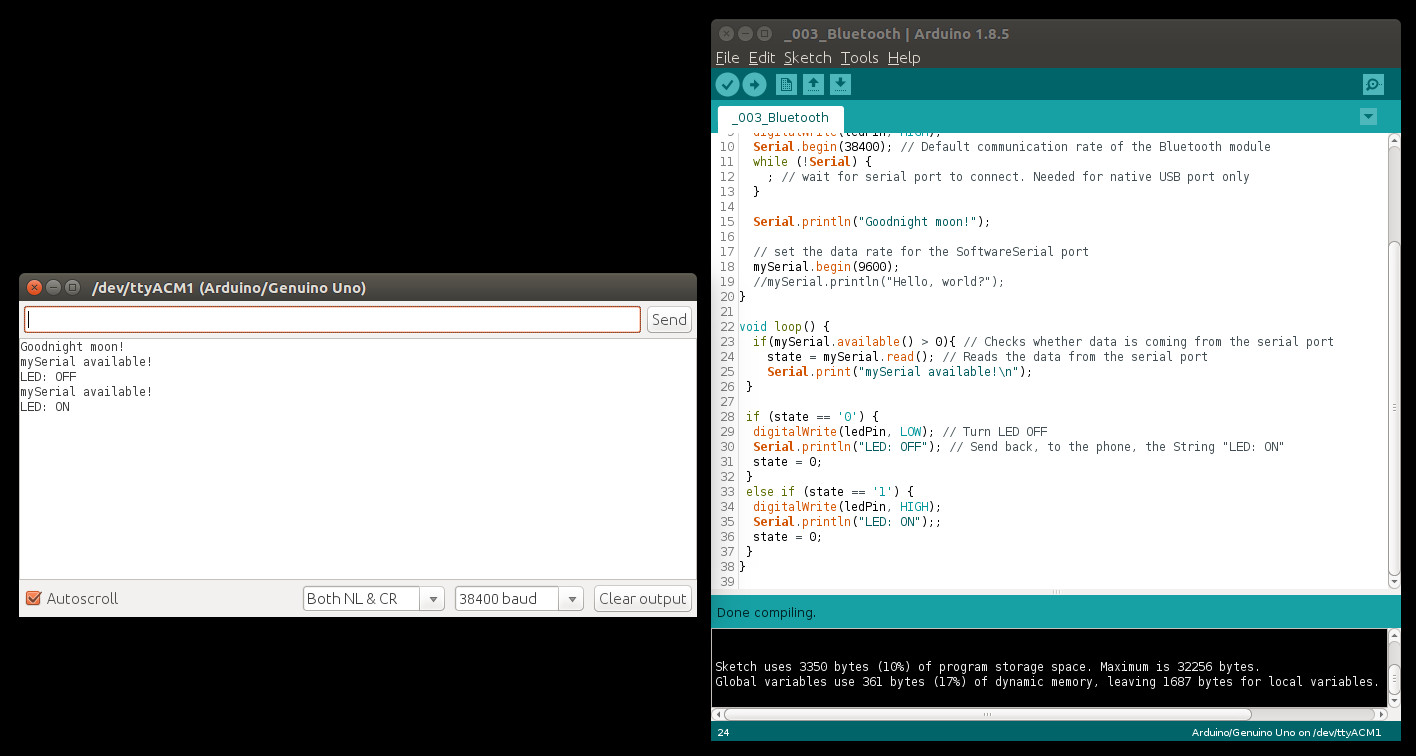 /dev/ttyACM1 (Arduino/Genuino Uno)
Send
Goodnight moon!
mySerial available!
LED: OFF
mySerial available!
LED: ON
Autoscroll
Both NL & CR
38400 baud
Clear output
_003_Bluetooth | Arduino 1.8.5
File Edit Sketch Tools Help
_003_Bluetooth
9 digitalWrite(ledPin, HIGH);
10 Serial.begin(38400); // Default communication rate of the Bluetooth module
11 while (!Serial) {
12 ; // wait for serial port to connect. Needed for native USB port only
13 }
14
15 Serial.println("Goodnight moon!");
16
17 // set the data rate for the SoftwareSerial port
18 mySerial.begin(9600);
19 //mySerial.println("Hello, world?");
20 }
21
22 void loop() {
23 if(mySerial.available() > 0){ // Checks whether data is coming from the serial port
24 state = mySerial.read(); // Reads the data from the serial port
25 Serial.print("mySerial available!\n");
26 }
27
28 if (state == '0') {
29 digitalWrite(ledPin, LOW); // Turn LED OFF
30 Serial.println("LED: OFF"); // Send back, to the phone, the String "LED: ON"
31 state = 0;
32 }
33 else if (state == '1') {
34 digitalWrite(ledPin, HIGH);
35 Serial.println("LED: ON");;
36 state = 0;
37 }
38 }
39
Done compiling.
Sketch uses 3350 bytes (10%) of program storage space. Maximum is 32256 bytes.
Global variables use 361 bytes (17%) of dynamic memory, leaving 1687 bytes for local variables.
24
Arduino/Genuino Uno on /dev/ttyACM1